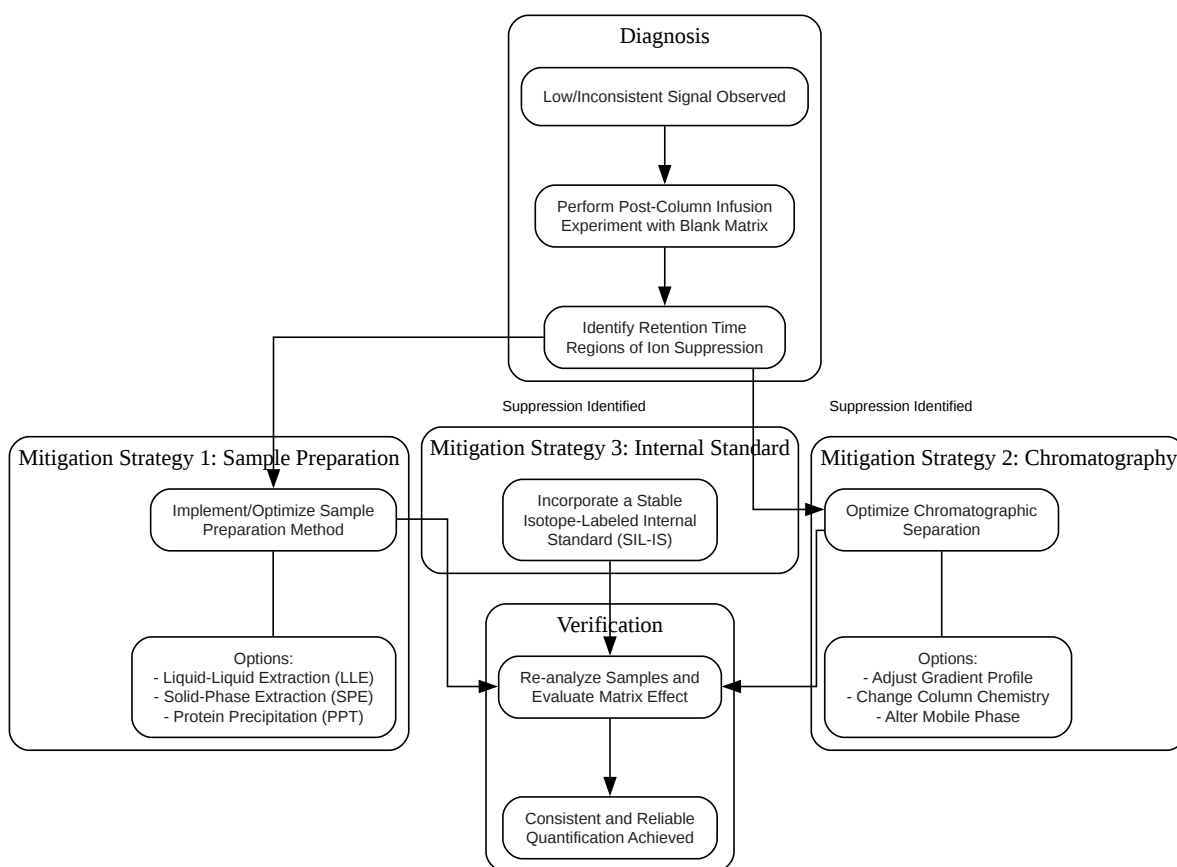 Diagnosis
Low/Inconsistent Signal Observed
Perform Post-Column Infusion
Experiment with Blank Matrix
Identify Retention Time
Regions of Ion Suppression
Suppression Identified
Suppression Identified
Mitigation Strategy 1: Sample Preparation
Implement/Optimize Sample
Preparation Method
Options:
- Liquid-Liquid Extraction (LLE)
- Solid-Phase Extraction (SPE)
- Protein Precipitation (PPT)
Mitigation Strategy 3: Internal Standard
Incorporate a Stable
Isotope-Labeled Internal
Standard (SIL-IS)
Mitigation Strategy 2: Chromatography
Optimize Chromatographic
Separation
Options:
- Adjust Gradient Profile
- Change Column Chemistry
- Alter Mobile Phase
Verification
Re-analyze Samples and
Evaluate Matrix Effect
Consistent and Reliable
Quantification Achieved